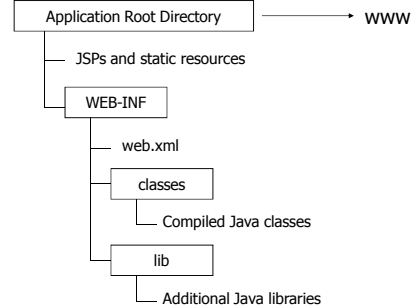 Application Root Directory
www
JSPs and static resources
WEB-INF
web.xml
classes
Compiled Java classes
lib
Additional Java libraries